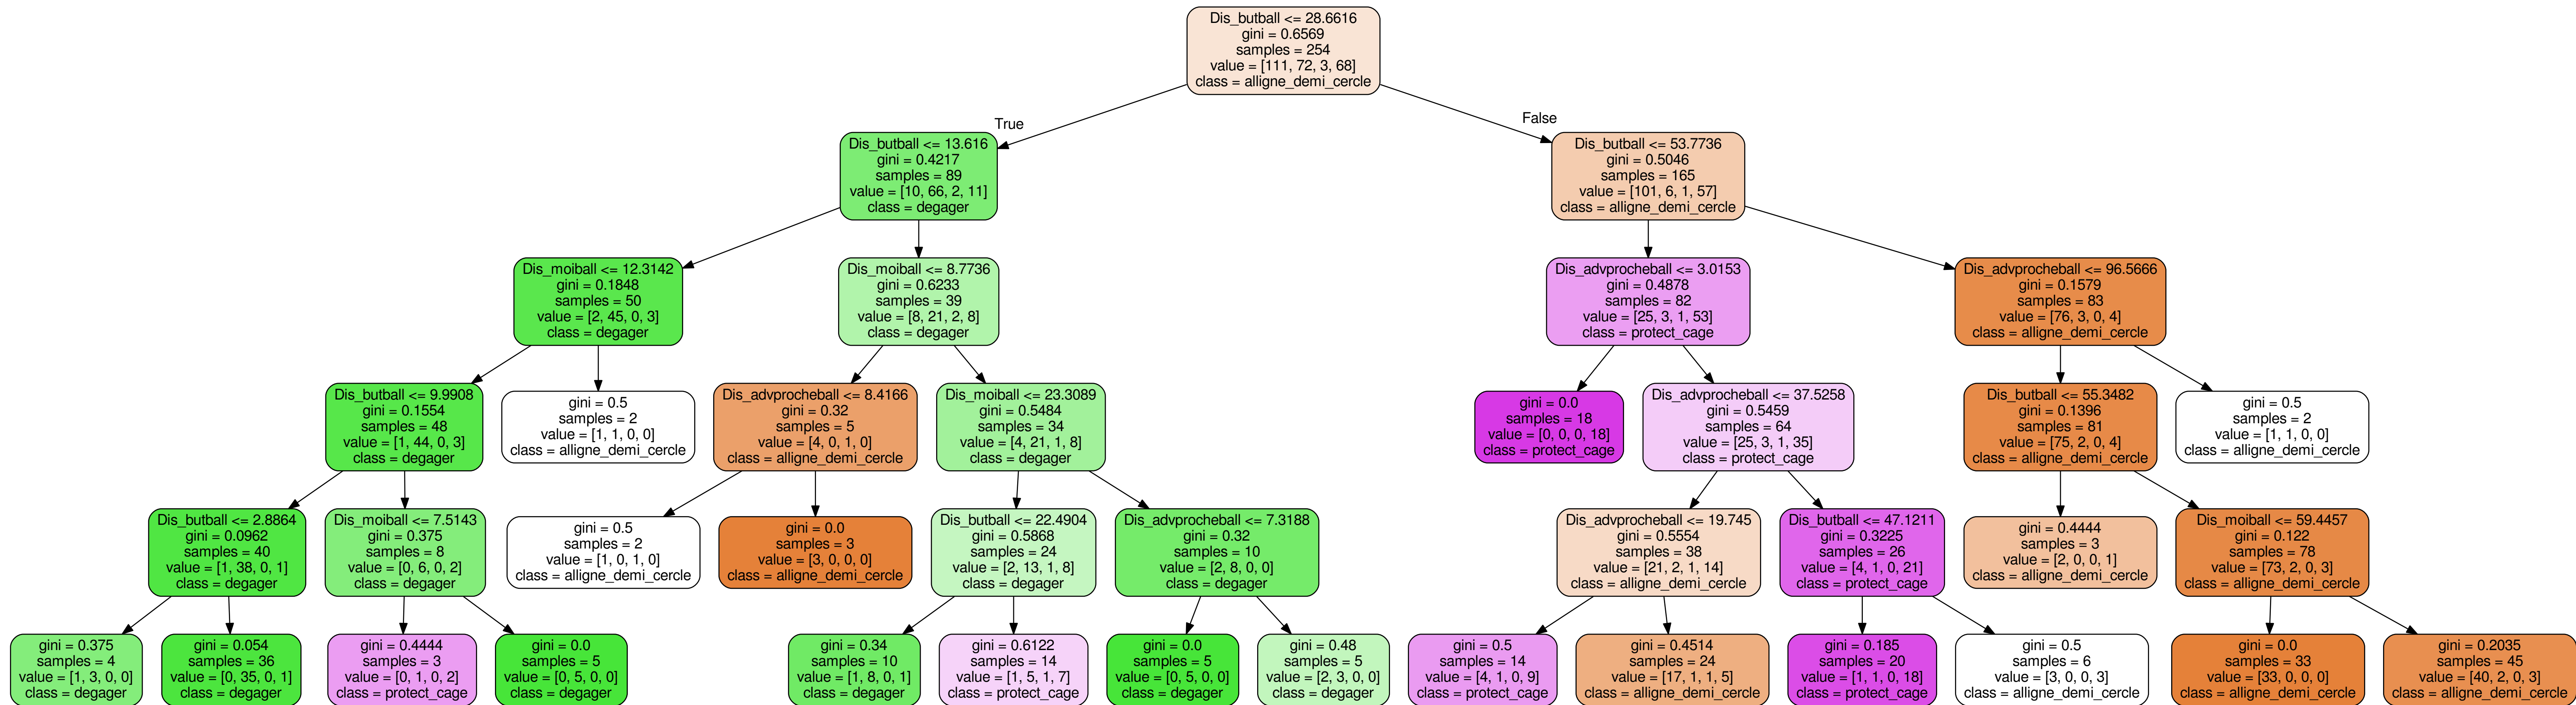 Dis_butball <= 28.6616
gini = 0.6569
samples = 254
value = [111, 72, 3, 68]
class = alligne_demi_cercle
True
False
Dis_butball <= 13.616
gini = 0.4217
samples = 89
value = [10, 66, 2, 11]
class = degager
Dis_butball <= 53.7736
gini = 0.5046
samples = 165
value = [101, 6, 1, 57]
class = alligne_demi_cercle
Dis_moiball <= 12.3142
gini = 0.1848
samples = 50
value = [2, 45, 0, 3]
class = degager
Dis_moiball <= 8.7736
gini = 0.6233
samples = 39
value = [8, 21, 2, 8]
class = degager
Dis_advprocheball <= 3.0153
gini = 0.4878
samples = 82
value = [25, 3, 1, 53]
class = protect_cage
Dis_advprocheball <= 96.5666
gini = 0.1579
samples = 83
value = [76, 3, 0, 4]
class = alligne_demi_cercle
Dis_butball <= 9.9908
gini = 0.1554
samples = 48
value = [1, 44, 0, 3]
class = degager
gini = 0.5
samples = 2
value = [1, 1, 0, 0]
class = alligne_demi_cercle
Dis_advprocheball <= 8.4166
gini = 0.32
samples = 5
value = [4, 0, 1, 0]
class = alligne_demi_cercle
Dis_moiball <= 23.3089
gini = 0.5484
samples = 34
value = [4, 21, 1, 8]
class = degager
gini = 0.0
samples = 18
value = [0, 0, 0, 18]
class = protect_cage
Dis_advprocheball <= 37.5258
gini = 0.5459
samples = 64
value = [25, 3, 1, 35]
class = protect_cage
Dis_butball <= 55.3482
gini = 0.1396
samples = 81
value = [75, 2, 0, 4]
class = alligne_demi_cercle
gini = 0.5
samples = 2
value = [1, 1, 0, 0]
class = alligne_demi_cercle
Dis_butball <= 2.8864
gini = 0.0962
samples = 40
value = [1, 38, 0, 1]
class = degager
Dis_moiball <= 7.5143
gini = 0.375
samples = 8
value = [0, 6, 0, 2]
class = degager
gini = 0.5
samples = 2
value = [1, 0, 1, 0]
class = alligne_demi_cercle
gini = 0.0
samples = 3
value = [3, 0, 0, 0]
class = alligne_demi_cercle
Dis_butball <= 22.4904
gini = 0.5868
samples = 24
value = [2, 13, 1, 8]
class = degager
Dis_advprocheball <= 7.3188
gini = 0.32
samples = 10
value = [2, 8, 0, 0]
class = degager
Dis_advprocheball <= 19.745
gini = 0.5554
samples = 38
value = [21, 2, 1, 14]
class = alligne_demi_cercle
Dis_butball <= 47.1211
gini = 0.3225
samples = 26
value = [4, 1, 0, 21]
class = protect_cage
gini = 0.4444
samples = 3
value = [2, 0, 0, 1]
class = alligne_demi_cercle
Dis_moiball <= 59.4457
gini = 0.122
samples = 78
value = [73, 2, 0, 3]
class = alligne_demi_cercle
gini = 0.375
samples = 4
value = [1, 3, 0, 0]
class = degager
gini = 0.054
samples = 36
value = [0, 35, 0, 1]
class = degager
gini = 0.4444
samples = 3
value = [0, 1, 0, 2]
class = protect_cage
gini = 0.0
samples = 5
value = [0, 5, 0, 0]
class = degager
gini = 0.34
samples = 10
value = [1, 8, 0, 1]
class = degager
gini = 0.6122
samples = 14
value = [1, 5, 1, 7]
class = protect_cage
gini = 0.0
samples = 5
value = [0, 5, 0, 0]
class = degager
gini = 0.48
samples = 5
value = [2, 3, 0, 0]
class = degager
gini = 0.5
samples = 14
value = [4, 1, 0, 9]
class = protect_cage
gini = 0.4514
samples = 24
value = [17, 1, 1, 5]
class = alligne_demi_cercle
gini = 0.185
samples = 20
value = [1, 1, 0, 18]
class = protect_cage
gini = 0.5
samples = 6
value = [3, 0, 0, 3]
class = alligne_demi_cercle
gini = 0.0
samples = 33
value = [33, 0, 0, 0]
class = alligne_demi_cercle
gini = 0.2035
samples = 45
value = [40, 2, 0, 3]
class = alligne_demi_cercle